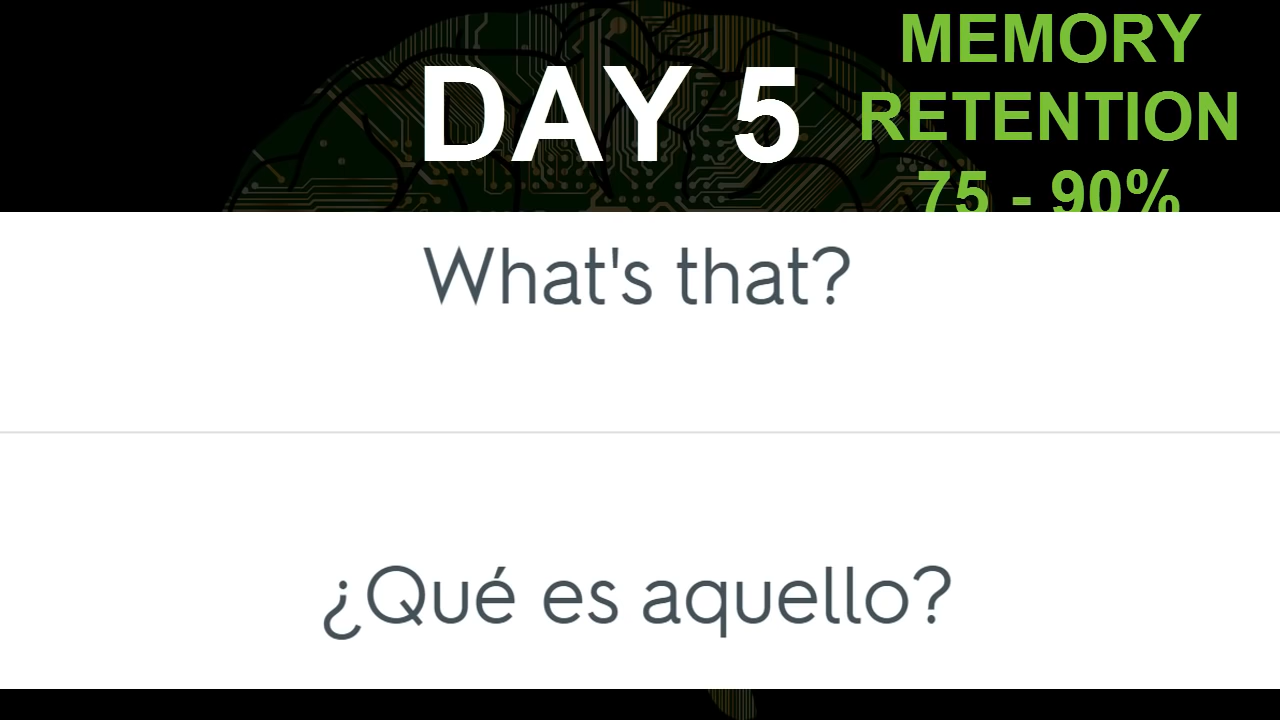 DAY 5
MEMORY
RETENTION
75 - 90%
What's that?
¿Qué es aquello?